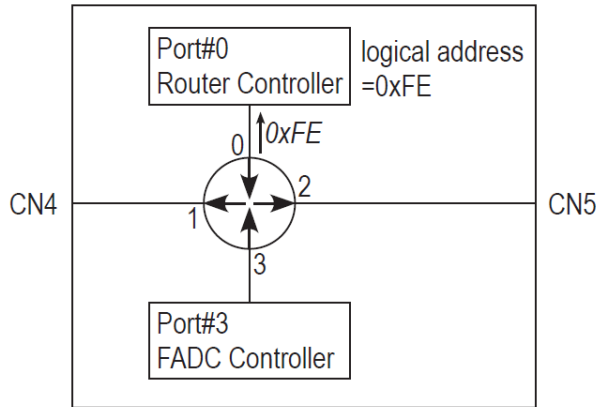 Port#0
Router Controller
logical address
=0xFE
0xFE
0
CN4
1
2
CN5
3
Port#3
FADC Controller